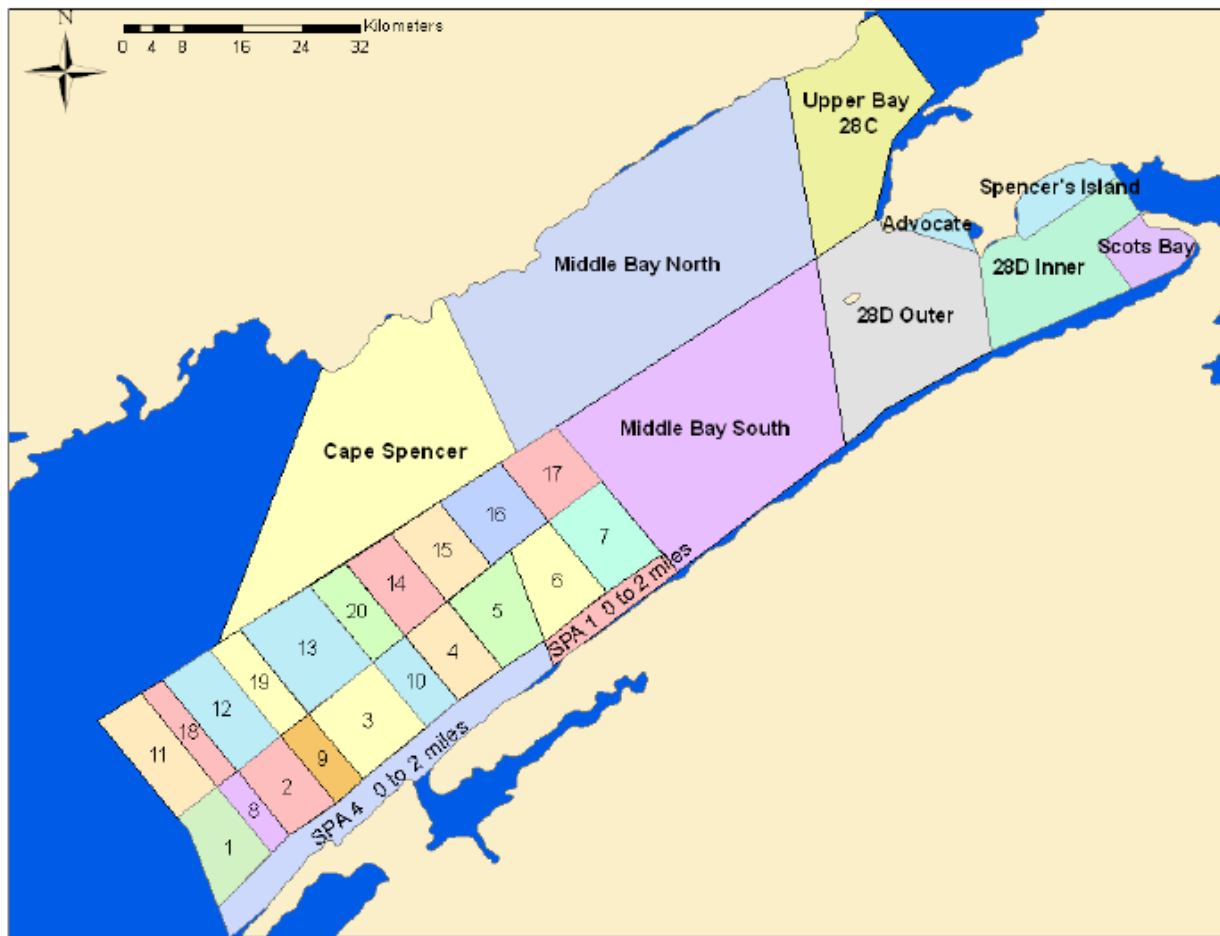 N
Kilometers
0 4 8 16 24 32
Upper Bay
28C
Spencer's Island
Advocate
Scots Bay
28D Inner
Middle Bay North
28D Outer
Middle Bay South
Cape Spencer
17
16
7
15
14
6
5
20
4
13
10
19
3
12
18
9
11
2
8
1
SPA 1 0 to 2 miles
SPA 4 0 to 2 miles